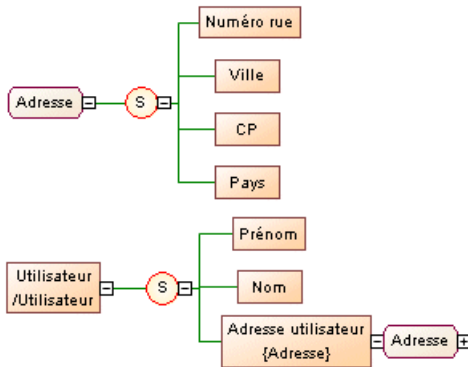 Numéro rue
Ville
Adresse
S
CP
Pays
Prénom
Utilisateur
/Utilisateur
S
Nom
Adresse utilisateur
{Adresse}
Adresse